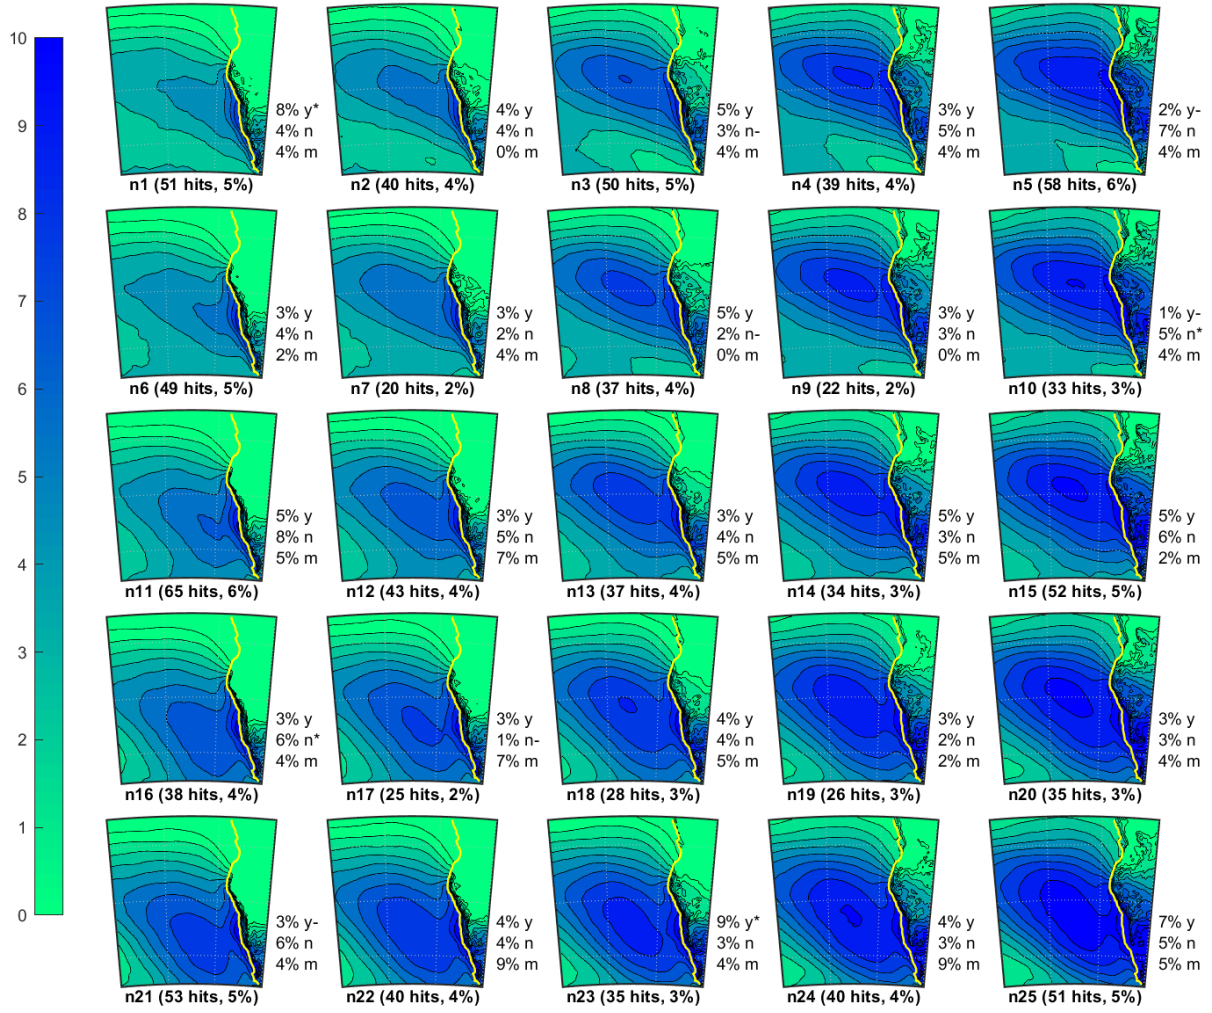 10
9
8
7
6
5
4
3
2
1
0
8% y*
4% n
4% m
n1 (51 hits, 5%)
4% y
4% n
0% m
n2 (40 hits, 4%)
5% y
3% n-
4% m
n3 (50 hits, 5%)
3% y
5% n
4% m
n4 (39 hits, 4%)
2% y-
7% n
4% m
n5 (58 hits, 6%)
3% y
4% n
2% m
n6 (49 hits, 5%)
3% y
2% n
4% m
n7 (20 hits, 2%)
5% y
2% n-
0% m
n8 (37 hits, 4%)
3% y
3% n
0% m
n9 (22 hits, 2%)
1% y-
5% n*
4% m
n10 (33 hits, 3%)
5% y
8% n
5% m
n11 (65 hits, 6%)
3% y
5% n
7% m
n12 (43 hits, 4%)
3% y
4% n
5% m
n13 (37 hits, 4%)
5% y
3% n
5% m
n14 (34 hits, 3%)
5% y
6% n
2% m
n15 (52 hits, 5%)
3% y
6% n*
4% m
n16 (38 hits, 4%)
3% y
1% n-
7% m
n17 (25 hits, 2%)
4% y
4% n
5% m
n18 (28 hits, 3%)
3% y
2% n
2% m
n19 (26 hits, 3%)
3% y
3% n
4% m
n20 (35 hits, 3%)
3% y-
6% n
4% m
n21 (53 hits, 5%)
4% y
4% n
9% m
n22 (40 hits, 4%)
9% y*
3% n
4% m
n23 (35 hits, 3%)
4% y
3% n
9% m
n24 (40 hits, 4%)
7% y
5% n
5% m
n25 (51 hits, 5%)